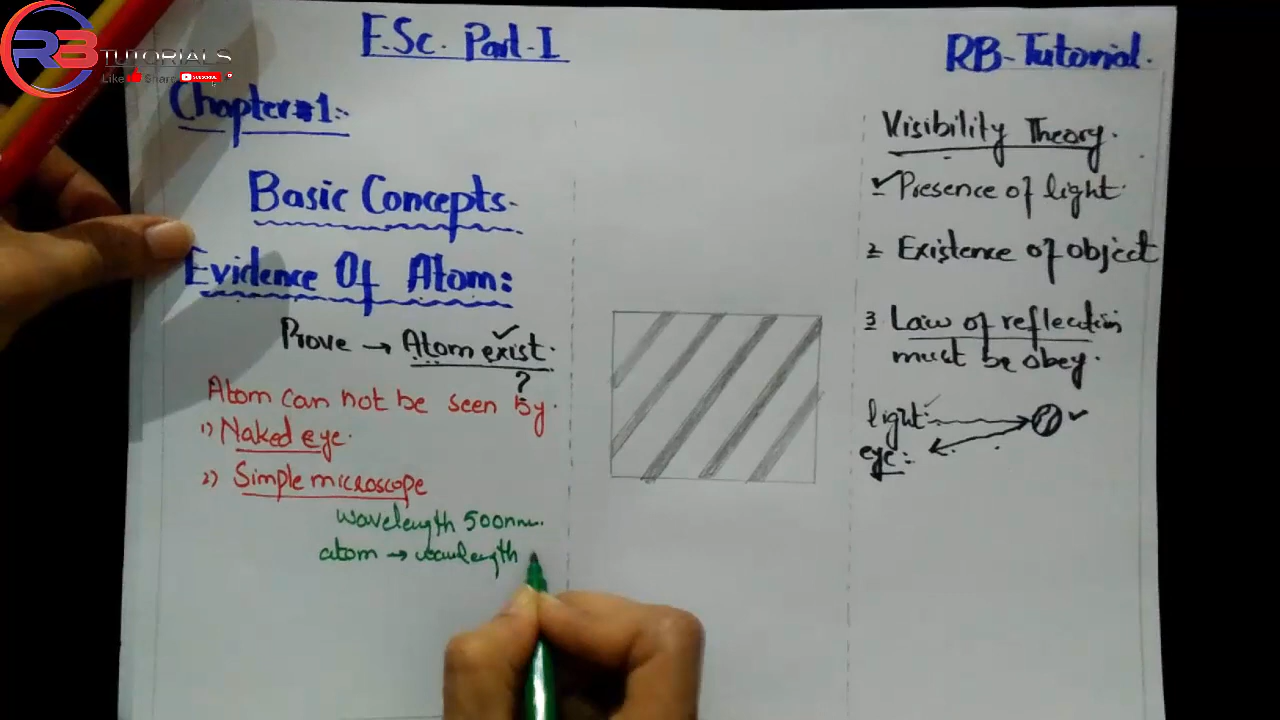 RB TUTORIALS
Like Share
F.Sc. Part-I
RB-Tutorial.
Chapter#1:-
Basic Concepts.
Evidence Of Atom:
Prove → Atom exist.
?
Atom can not be seen by.
1) Naked eye.
2) Simple microscope
wavelength 500nm.
atom → wavelength
Visibility Theory.
Presence of light.
2 Existence of object
3 Law of reflection
must be obey.
light:
eye: